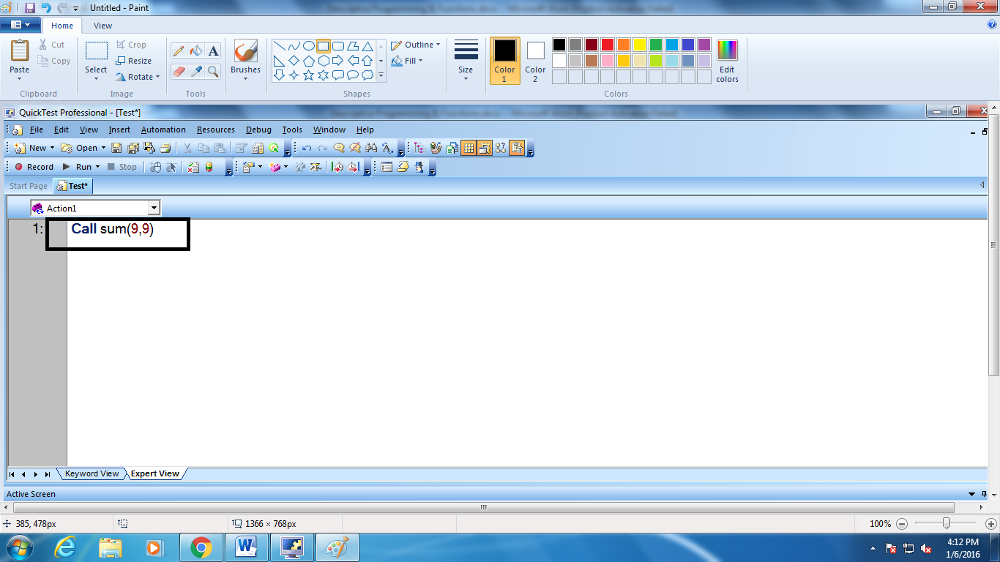 Untitled - Paint
Home View
Paste
Cut
Copy
Clipboard
Select
Crop
Resize
Rotate
Image
Tools
Brushes
Shapes
Outline
Fill
Size
Color 1
Color 2
Edit colors
Colors
QuickTest Professional - [Test*]
File Edit View Insert Automation Resources Debug Tools Window Help
New Open
Record Run Stop
Start Page Test*
Action1
1: Call sum(9,9)
Keyword View Expert View
Active Screen
385, 478px 1366 × 768px 100%
4:12 PM
1/6/2016